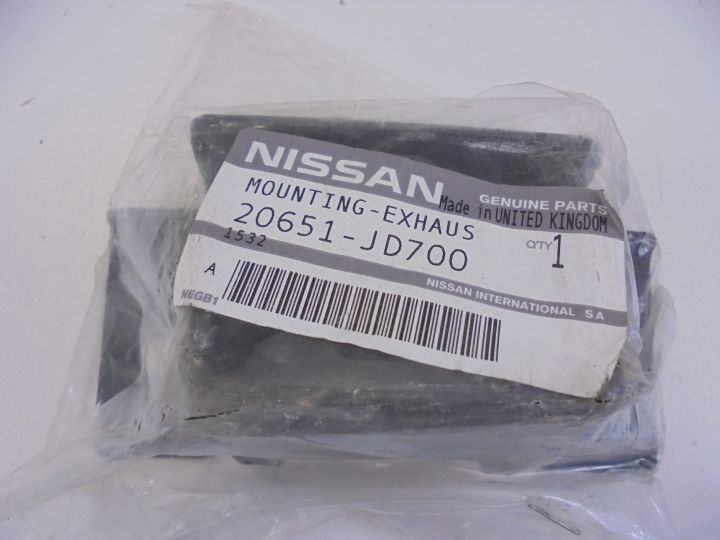 NISSAN
GENUINE PARTS
MOUNTING-EXHAUS
Made in UNITED KINGDOM
20651-JD700
QTY 1
1532
A
NISSAN INTERNATIONAL SA
NEGB1